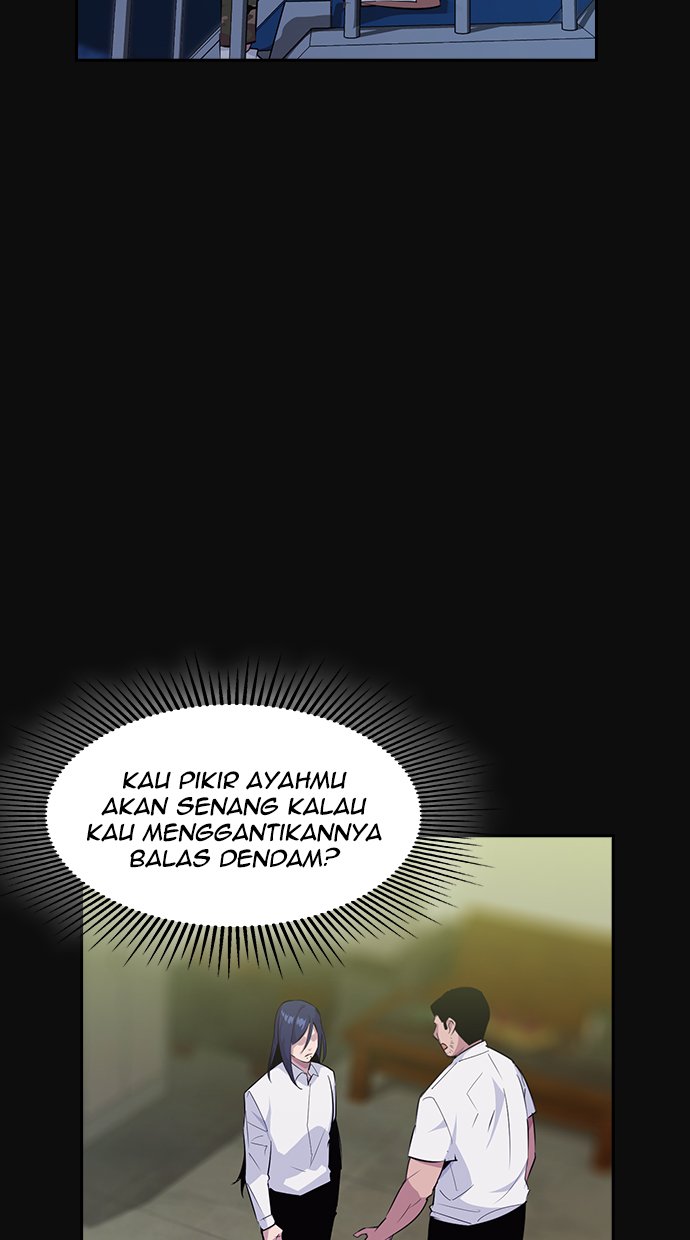 KAU PIKIR AYAHMU
AKAN SENANG KALAU
KAU MENGGANTIKANNYA
BALAS DENDAM?